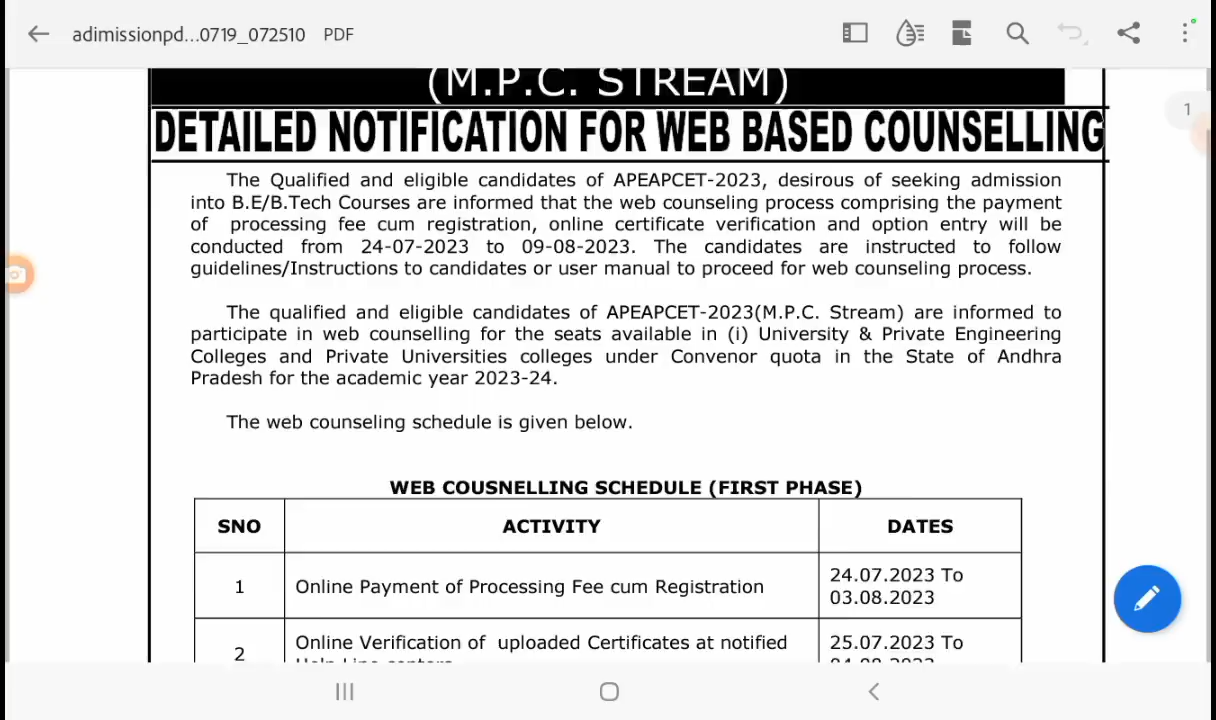 adimissionpd...0719_072510 PDF
(M.P.C. STREAM)
DETAILED NOTIFICATION FOR WEB BASED COUNSELLING
1
The Qualified and eligible candidates of APEAPCET-2023, desirous of seeking admission
into B.E/B.Tech Courses are informed that the web counseling process comprising the payment
of processing fee cum registration, online certificate verification and option entry will be
conducted from 24-07-2023 to 09-08-2023. The candidates are instructed to follow
guidelines/Instructions to candidates or user manual to proceed for web counseling process.
The qualified and eligible candidates of APEAPCET-2023(M.P.C. Stream) are informed to
participate in web counselling for the seats available in (i) University & Private Engineering
Colleges and Private Universities colleges under Convenor quota in the State of Andhra
Pradesh for the academic year 2023-24.
The web counseling schedule is given below.
WEB COUSNELLING SCHEDULE (FIRST PHASE)
SNO ACTIVITY DATES
1 Online Payment of Processing Fee cum Registration 24.07.2023 To
03.08.2023
2 Online Verification of uploaded Certificates at notified 25.07.2023 To
Help Line centers 04.08.2023